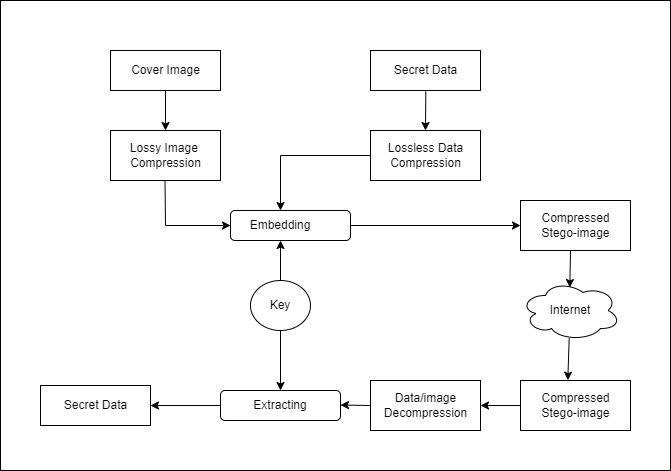 Cover Image
Secret Data
Lossy Image
Compression
Lossless Data
Compression
Embedding
Compressed
Stego-image
Key
Internet
Secret Data
Extracting
Data/image
Decompression
Compressed
Stego-image